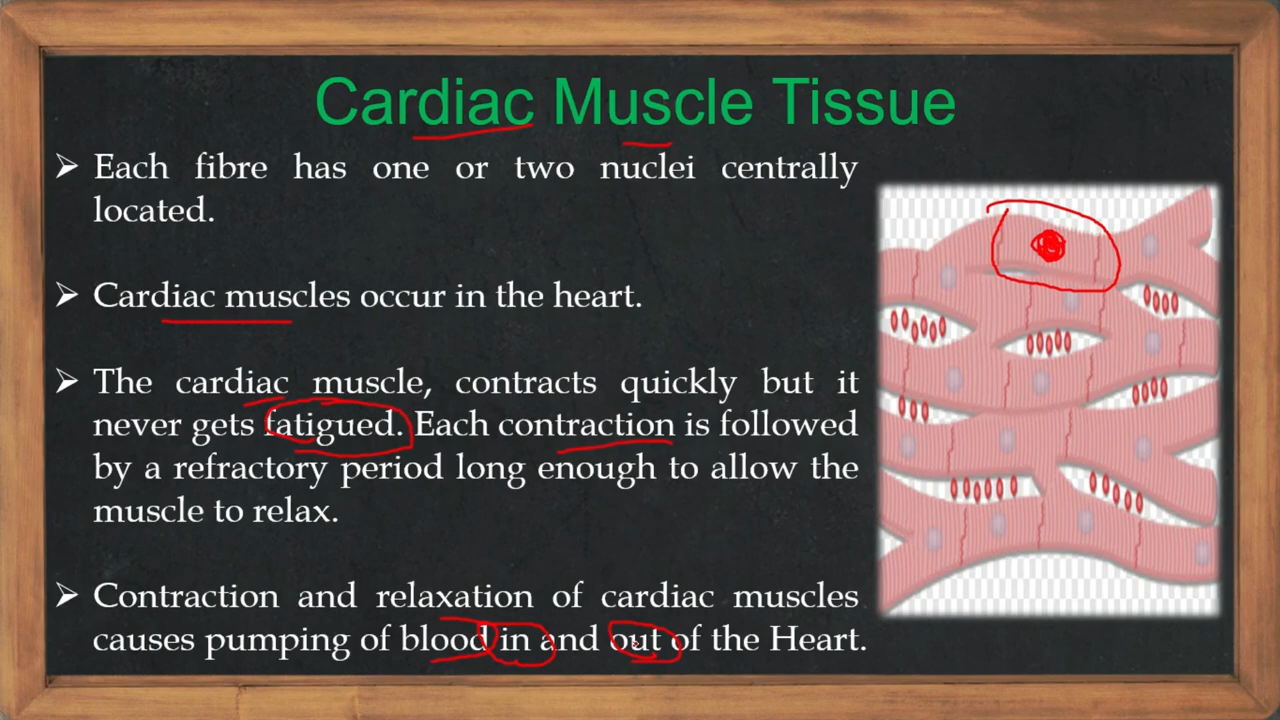 Cardiac Muscle Tissue
➢ Each fibre has one or two nuclei centrally
located.
➢ Cardiac muscles occur in the heart.
➢ The cardiac muscle, contracts quickly but it
never gets fatigued. Each contraction is followed
by a refractory period long enough to allow the
muscle to relax.
➢ Contraction and relaxation of cardiac muscles
causes pumping of blood in and out of the Heart.